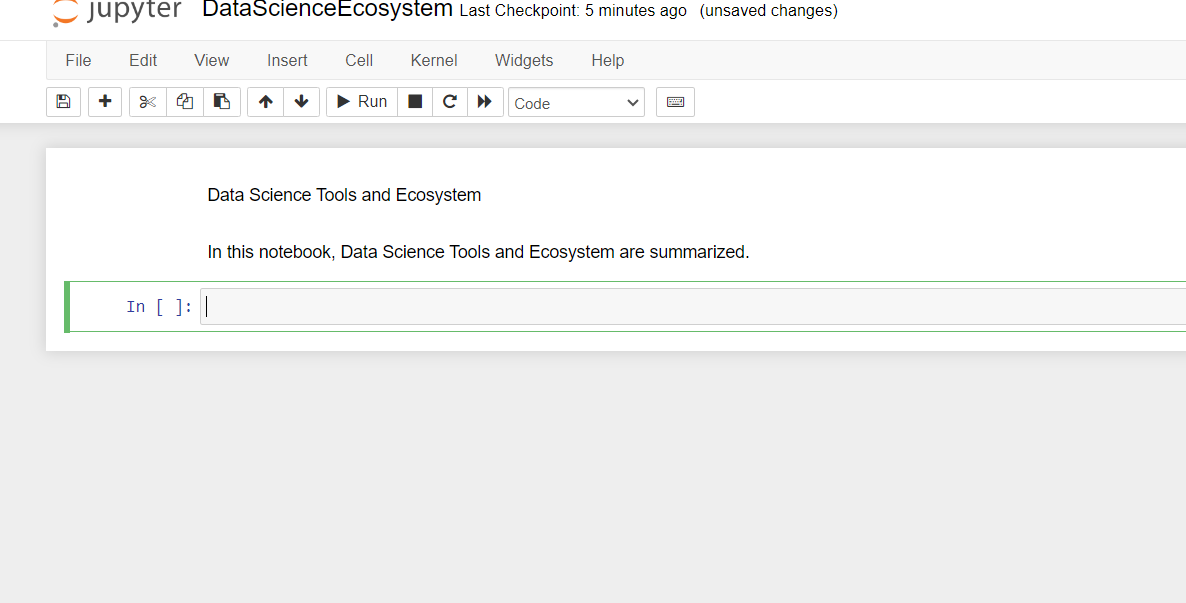 jupyter DataScienceEcosystem Last Checkpoint: 5 minutes ago (unsaved changes)
File Edit View Insert Cell Kernel Widgets Help
Run Code
Data Science Tools and Ecosystem
In this notebook, Data Science Tools and Ecosystem are summarized.
In [ ]: